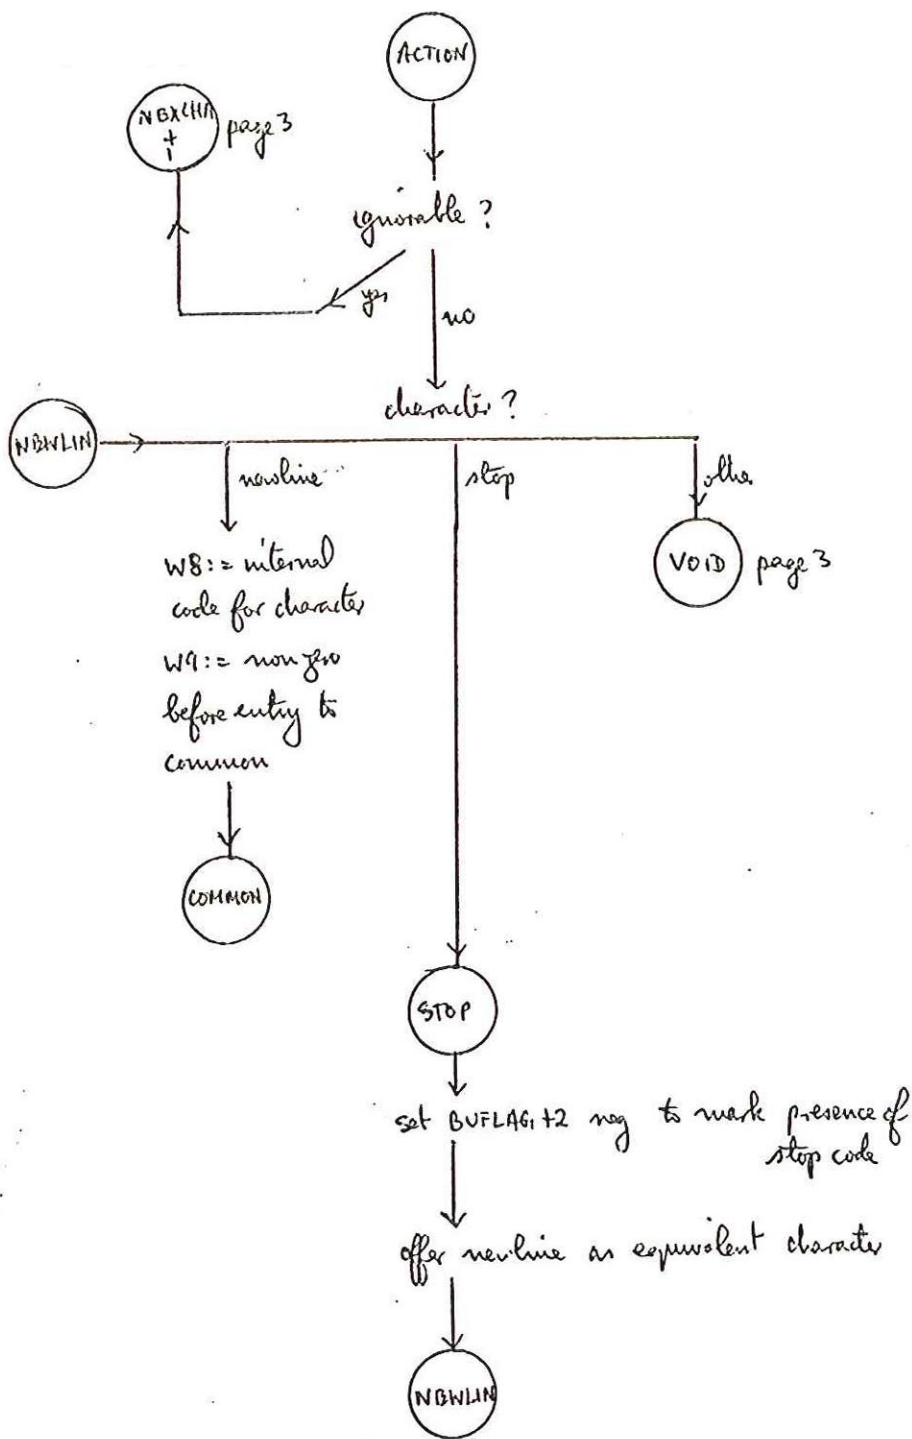 ACTION
NEXCHR
+
1
page 3
ignorable ?
yes
no
character ?
NEWLIN
newline
stop
other
W8:= internal
code for character
W9:= non zero
before entry to
common
VOID
page 3
COMMON
STOP
set BUFLAG+2 neg to mark presence of
stop code
offer newline as equivalent character
NEWLIN